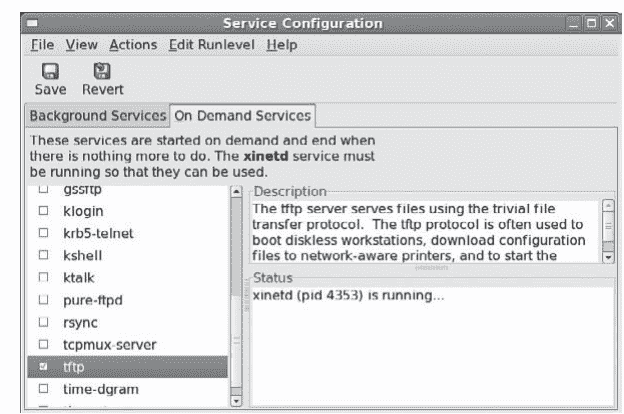 Service Configuration
File View Actions Edit Runlevel Help
Save Revert
Background Services On Demand Services
These services are started on demand and end when
there is nothing more to do. The xinetd service must
be running so that they can be used.
gssftp
klogin
krb5-telnet
kshell
ktalk
pure-ftpd
rsync
tcpmux-server
tftp
time-dgram
Description
The tftp server serves files using the trivial file
transfer protocol. The tftp protocol is often used to
boot diskless workstations, download configuration
files to network-aware printers, and to start the
Status
xinetd (pid 4353) is running...